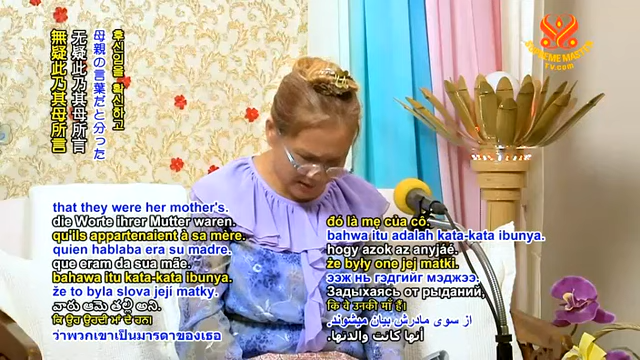 SUPREME MASTER
TV.com
후신인을 확신하고
母親の言葉だと分った
无疑此乃其母所言
無疑此乃其母所言
that they were her mother's.
die Worte ihrer Mutter waren.
qu'ils appartenaient à sa mère.
quien hablaba era su madre.
que eram da sua mãe.
bahawa itu kata-kata ibunya.
že to byla slova její matky.
వారు ఆమె తల్లి అని.
ਕਿ ਉਹ ਉਹਦੀ ਮਾਂ ਦੇ ਹਨ।
ว่าพวกเขาเป็นมารดาของเธอ
đó là mẹ của cô.
bahwa itu adalah kata-kata ibunya.
hogy azok az anyjáé.
że były one jej matki.
ээж нь гэдгийг мэджээ.
Задыхаясь от рыданий,
कि वे उनकी माँ हैं।
از سوی مادرش بیان میشوند.
أنها كانت والدتها.